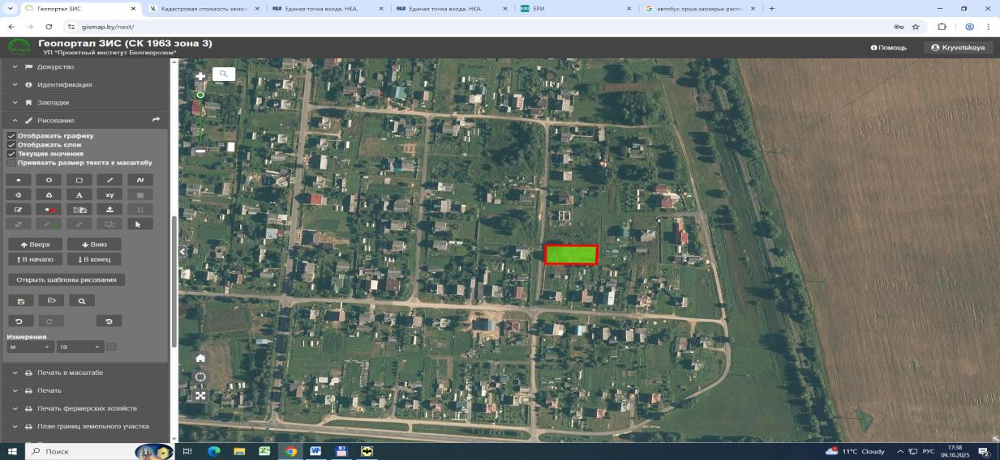 Геопортал ЗИС
Кадастровая стоимость земел
Единая точка входа. НКА.
Единая точка входа. НКА.
ERI ЕРИ
автобус орша заозерье распи
gismap.by/next/
Геопортал ЗИС (СК 1963 зона 3)
УП "Проектный институт Белгипрозем"
Помощь
Kryvetskaya
Дежурство
Идентификация
Закладки
Рисование
Отображать графику
Отображать слои
Текущие значения
Привязать размер текста к масштабу
A
xy
Вверх
Вниз
В начало
В конец
Открыть шаблоны рисования
Измерения
м
га
Печать в масштабе
Печать
Печать фермерских хозяйств
План границ земельного участка
Поиск
11°C Cloudy
РУС
17:38
09.10.2025